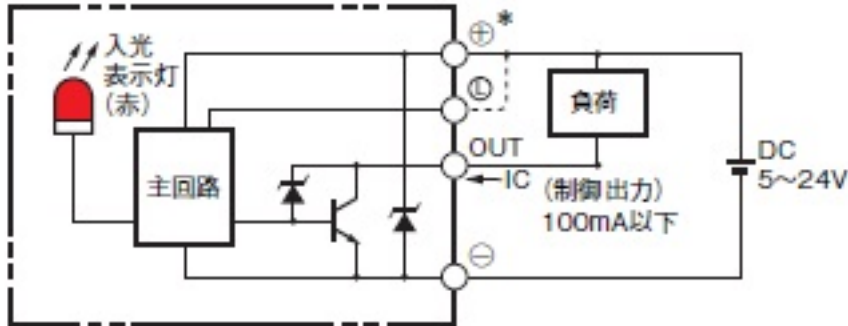 入光
表示灯
(赤)
主回路
⊕*
Ⓛ
OUT
IC
(制御出力)
100mA以下
⊖
負荷
DC
5～24V